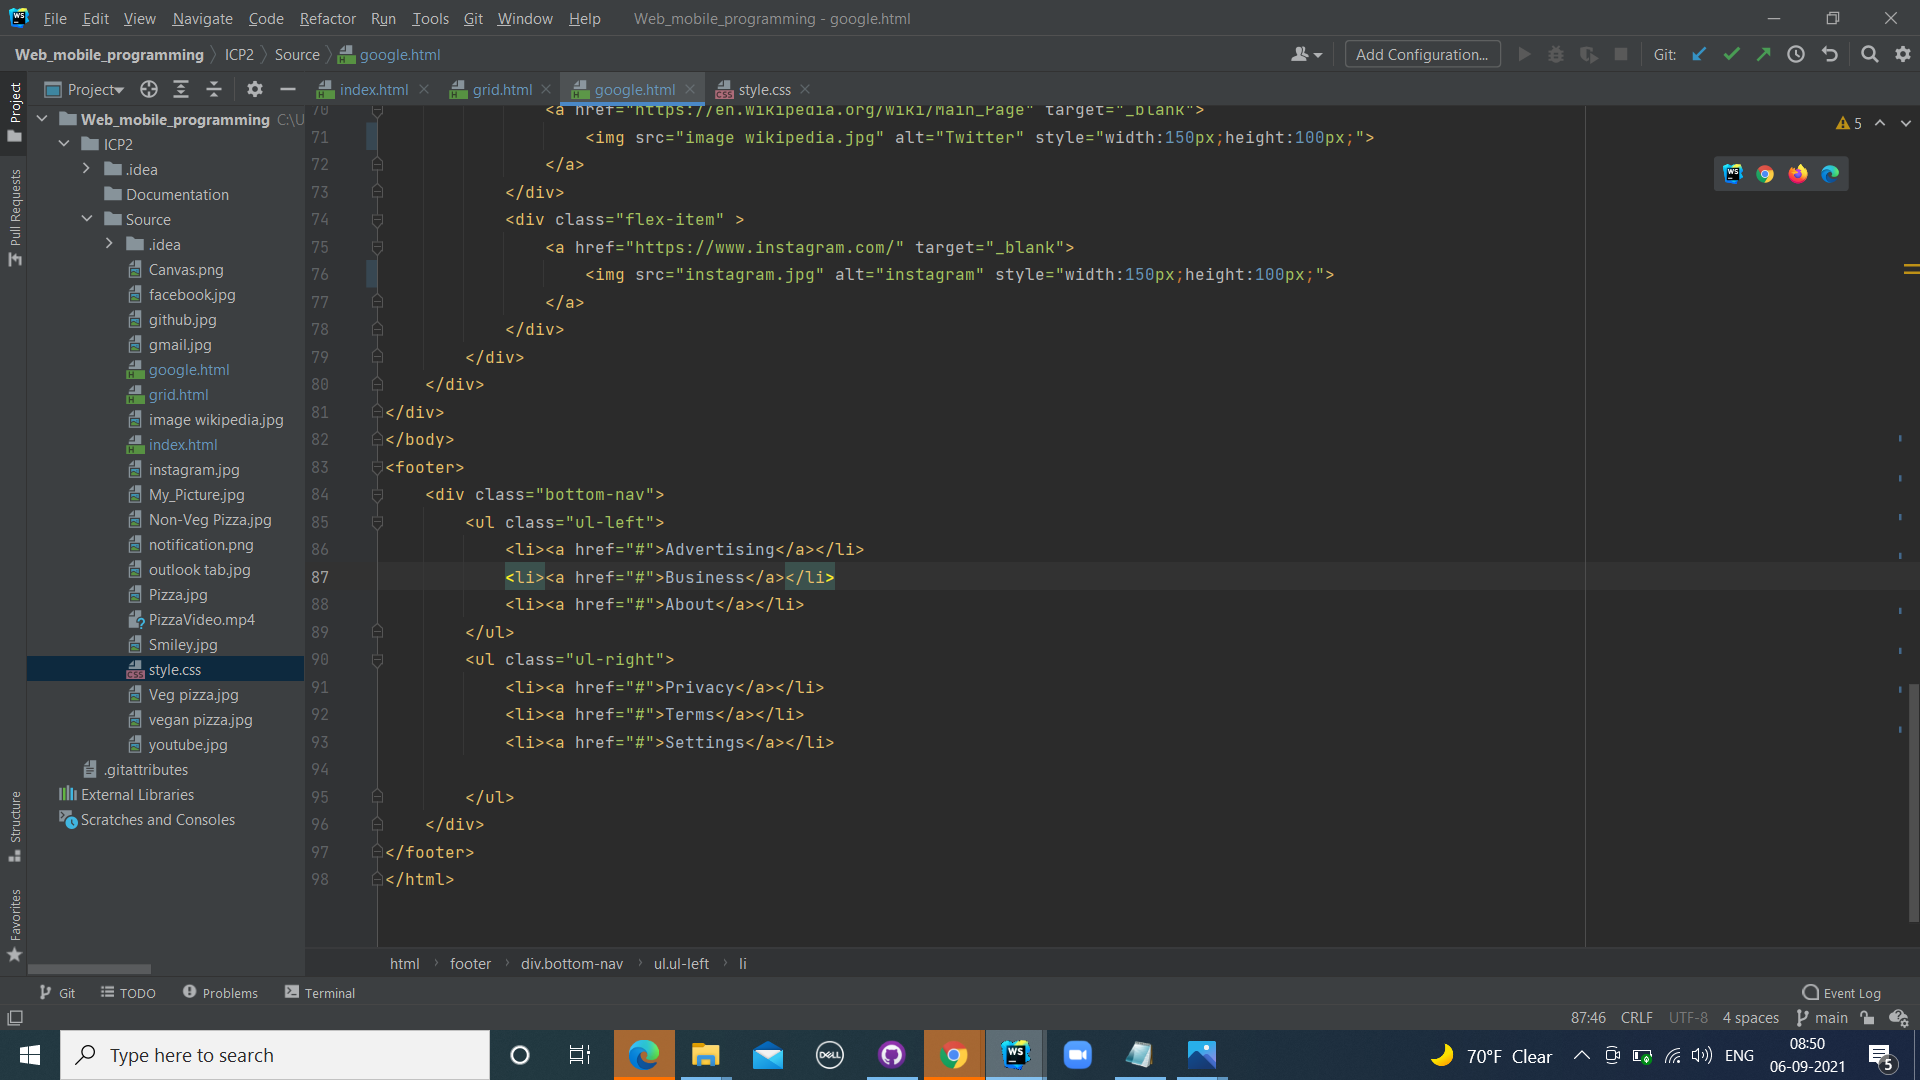 File Edit View Navigate Code Refactor Run Tools Git Window Help Web_mobile_programming - google.html
Web_mobile_programming ICP2 Source google.html Add Configuration... Git:
Project index.html grid.html google.html style.css
Project
Pull Requests
Structure
Favorites
Web_mobile_programming C:\U
ICP2
.idea
Documentation
Source
.idea
Canvas.png
facebook.jpg
github.jpg
gmail.jpg
google.html
grid.html
image wikipedia.jpg
index.html
instagram.jpg
My_Picture.jpg
Non-Veg Pizza.jpg
notification.png
outlook tab.jpg
Pizza.jpg
PizzaVideo.mp4
Smiley.jpg
style.css
Veg pizza.jpg
vegan pizza.jpg
youtube.jpg
.gitattributes
External Libraries
Scratches and Consoles
5
70 <a href="https://en.wikipedia.org/wiki/Main_Page" target="_blank">
71 <img src="image wikipedia.jpg" alt="Twitter" style="width:150px;height:100px;">
72 </a>
73 </div>
74 <div class="flex-item" >
75 <a href="https://www.instagram.com/" target="_blank">
76 <img src="instagram.jpg" alt="instagram" style="width:150px;height:100px;">
77 </a>
78 </div>
79 </div>
80 </div>
81 </div>
82 </body>
83 <footer>
84 <div class="bottom-nav">
85 <ul class="ul-left">
86 <li><a href="#">Advertising</a></li>
87 <li><a href="#">Business</a></li>
88 <li><a href="#">About</a></li>
89 </ul>
90 <ul class="ul-right">
91 <li><a href="#">Privacy</a></li>
92 <li><a href="#">Terms</a></li>
93 <li><a href="#">Settings</a></li>
94
95 </ul>
96 </div>
97 </footer>
98 </html>
html footer div.bottom-nav ul.ul-left li
Git TODO Problems Terminal Event Log
87:46 CRLF UTF-8 4 spaces main
Type here to search
DELL
WS
70°F Clear
ENG
08:50
06-09-2021
5